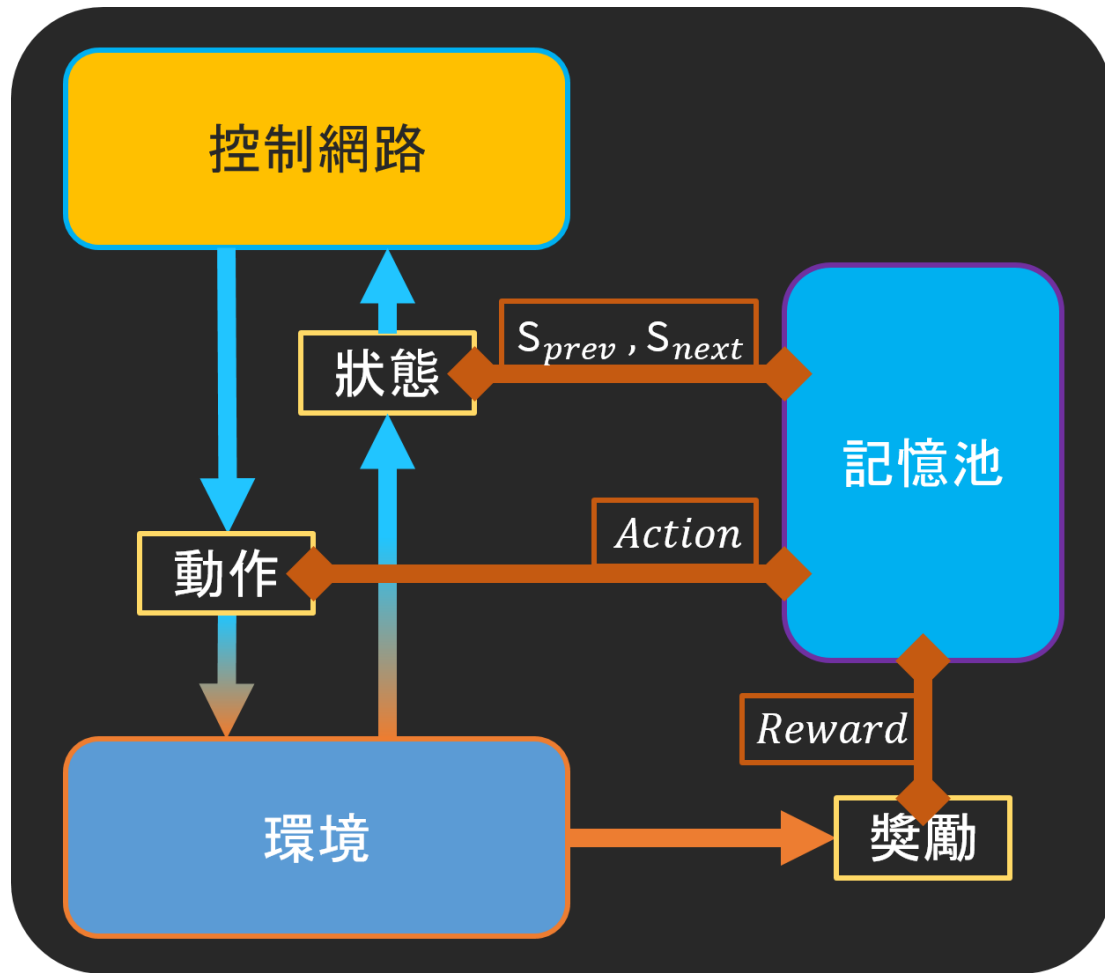 控制網路
S_prev , S_next
狀態
記憶池
Action
動作
Reward
環境
獎勵